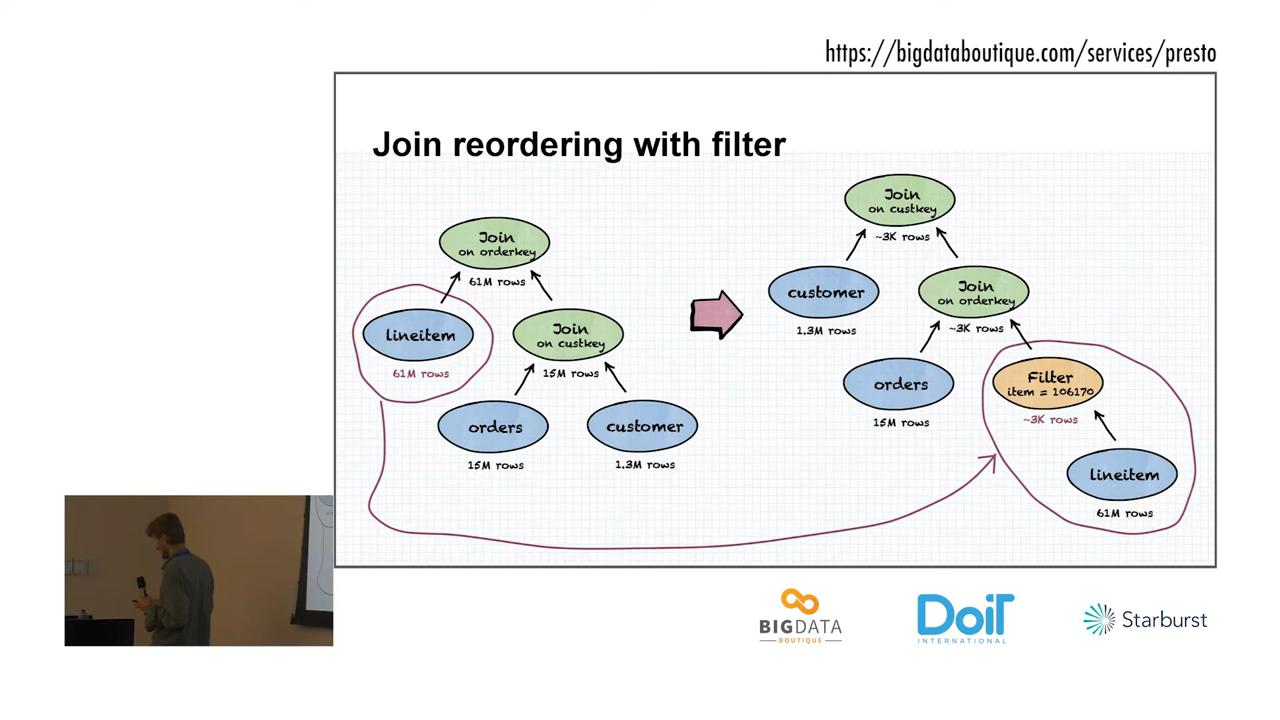 https://bigdataboutique.com/services/presto
Join reordering with filter
Join
on orderkey
61M rows
lineitem
61M rows
Join
on custkey
15M rows
orders
15M rows
customer
1.3M rows
Join
on custkey
~3K rows
customer
1.3M rows
Join
on orderkey
~3K rows
orders
15M rows
Filter
item = 106170
~3K rows
lineitem
61M rows
BIGDATA
BOUTIQUE
DoiT
INTERNATIONAL
Starburst